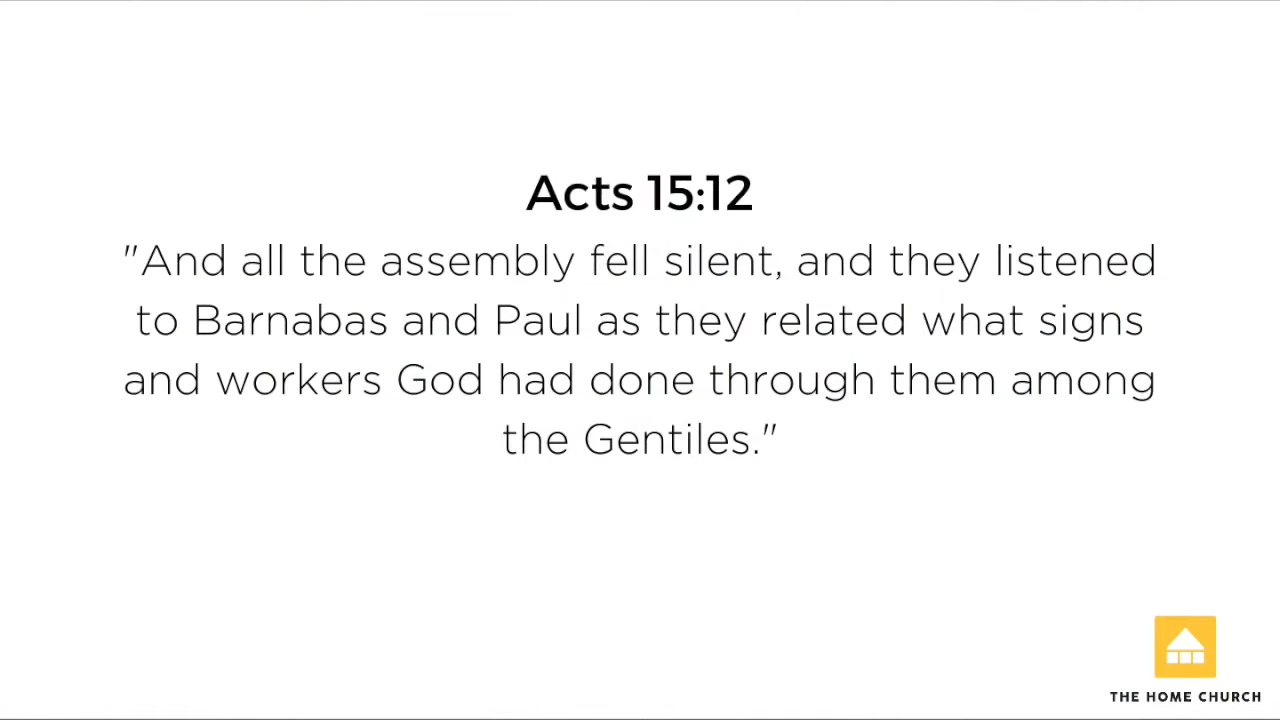 Acts 15:12
"And all the assembly fell silent, and they listened
to Barnabas and Paul as they related what signs
and workers God had done through them among
the Gentiles."
THE HOME CHURCH